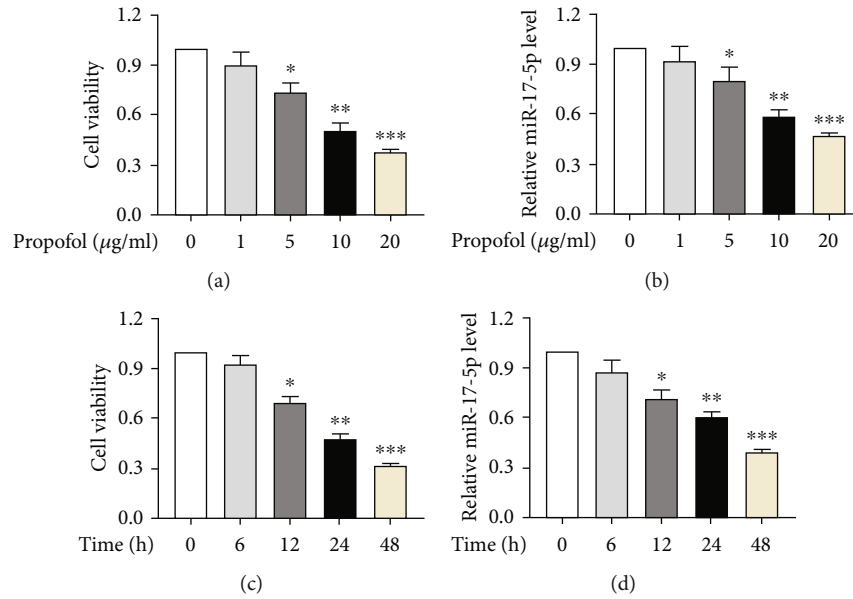 Cell viability
1.2
0.9
0.6
0.3
0.0
*
**
***
Propofol (μg/ml) 0 1 5 10 20
(a)
Relative miR-17-5p level
1.2
0.9
0.6
0.3
0.0
*
**
***
Propofol (μg/ml) 0 1 5 10 20
(b)
Cell viability
1.2
0.9
0.6
0.3
0.0
*
**
***
Time (h) 0 6 12 24 48
(c)
Relative miR-17-5p level
1.2
0.9
0.6
0.3
0.0
*
**
***
Time (h) 0 6 12 24 48
(d)